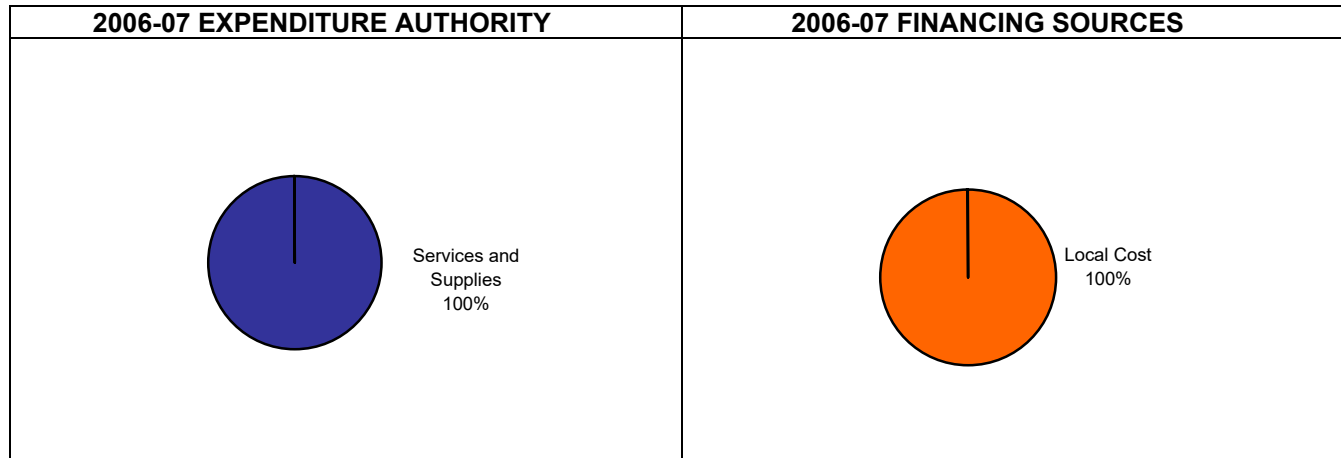 2006-07 EXPENDITURE AUTHORITY
2006-07 FINANCING SOURCES
Services and
Supplies
100%
Local Cost
100%